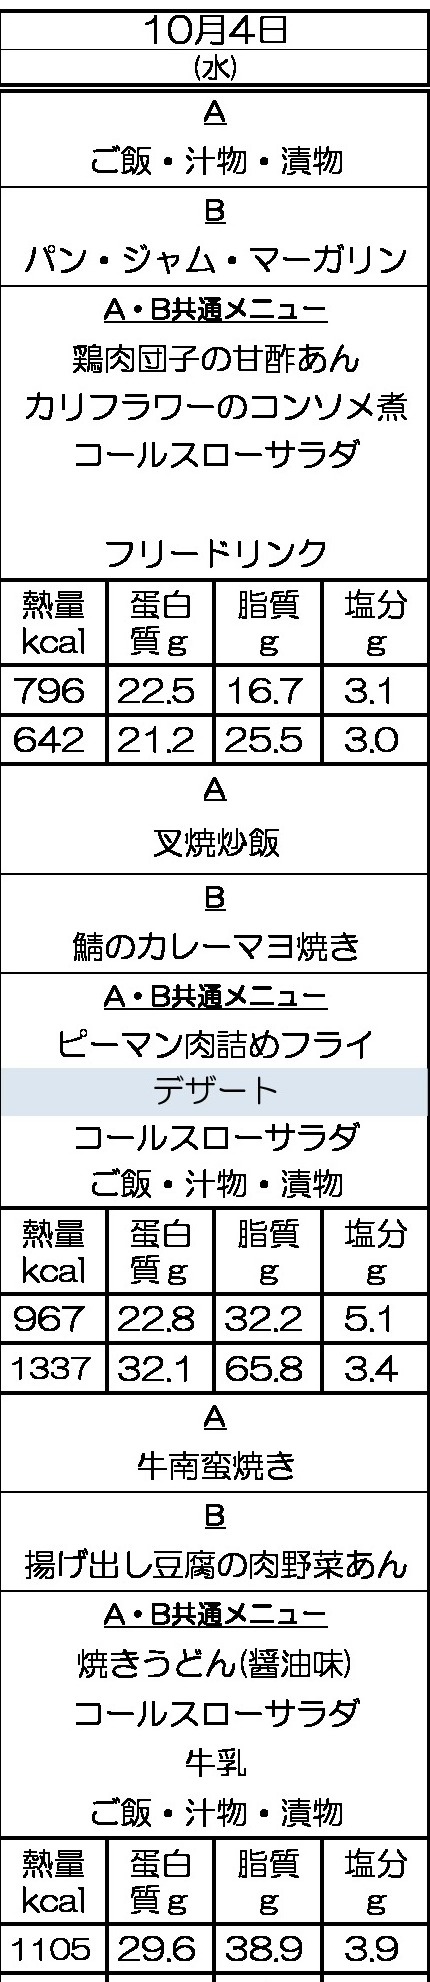 10月4日
(水)
A
ご飯・汁物・漬物
B
パン・ジャム・マーガリン
A・B共通メニュー
鶏肉団子の甘酢あん
カリフラワーのコンソメ煮
コールスローサラダ
フリードリンク
熱量 蛋白 脂質 塩分
kcal 質g g g
796 22.5 16.7 3.1
642 21.2 25.5 3.0
A
叉焼炒飯
B
鯖のカレーマヨ焼き
A・B共通メニュー
ピーマン肉詰めフライ
デザート
コールスローサラダ
ご飯・汁物・漬物
熱量 蛋白 脂質 塩分
kcal 質g g g
967 22.8 32.2 5.1
1337 32.1 65.8 3.4
A
牛南蛮焼き
B
揚げ出し豆腐の肉野菜あん
A・B共通メニュー
焼きうどん(醤油味)
コールスローサラダ
牛乳
ご飯・汁物・漬物
熱量 蛋白 脂質 塩分
kcal 質g g g
1105 29.6 38.9 3.9